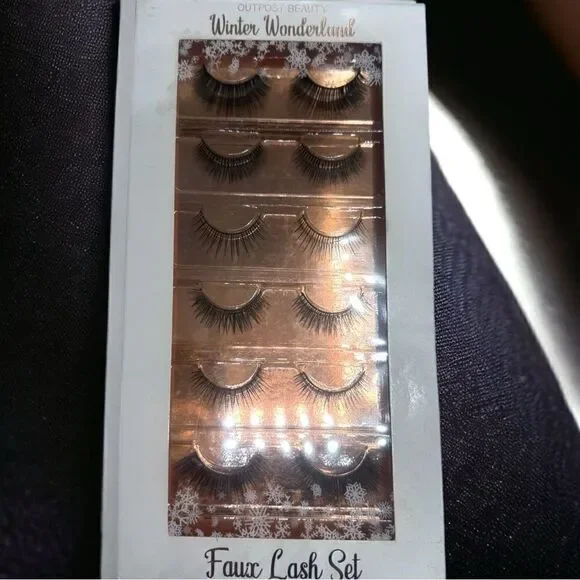 OUTPOST BEAUTY
Winter Wonderland
Faux Lash Set